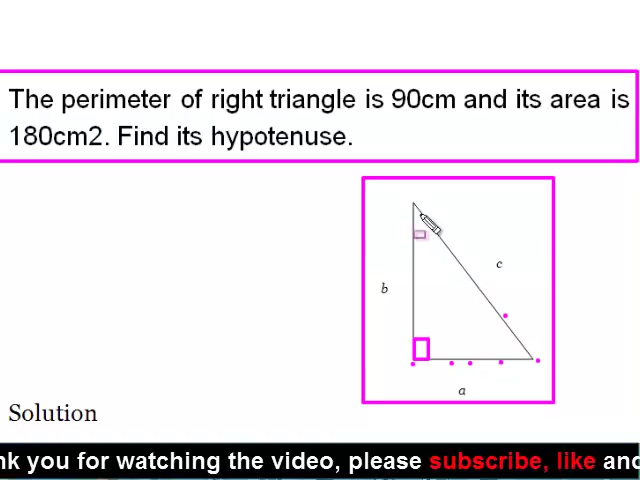 The perimeter of right triangle is 90cm and its area is
180cm2. Find its hypotenuse.
c
b
a
Solution
you for watching the video, please subscribe, like and